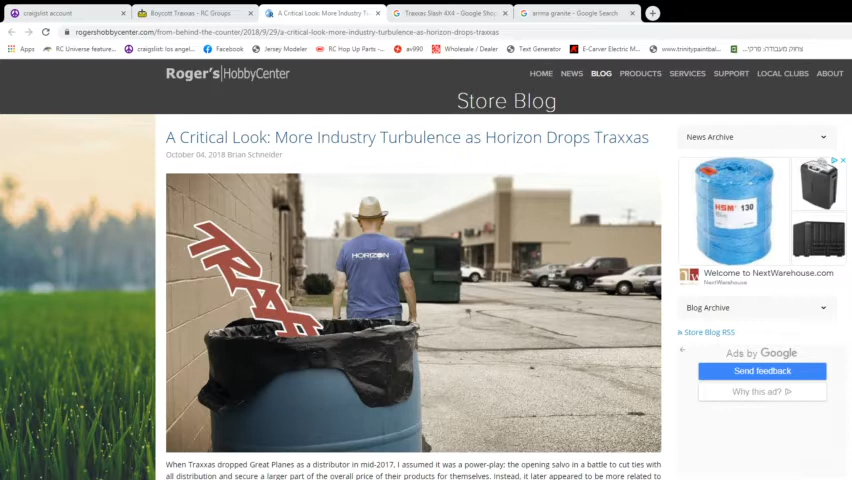 craigslist account
Boycott Traxxas - RC Groups
A Critical Look: More Industry T
Traxxas Slash 4X4 - Google Sho
arrma granite - Google Search
rogershobbycenter.com/from-behind-the-counter/2018/9/29/a-critical-look-more-industry-turbulence-as-horizon-drops-traxxas
Apps
RC Universe feature...
craigslist: los angel...
Facebook
Jersey Modeler
RC Hop Up Parts -...
av990
Wholesale / Dealer
Text Generator
E-Carver Electric M...
www.trinitypaintbal...
Roger's HobbyCenter
HOME NEWS BLOG PRODUCTS SERVICES SUPPORT LOCAL CLUBS ABOUT
Store Blog
A Critical Look: More Industry Turbulence as Horizon Drops Traxxas
October 04, 2018 Brian Schneider
HORIZON
TRAXX
News Archive
HSM 130
Welcome to NextWarehouse.com
NextWarehouse
Blog Archive
Store Blog RSS
Ads by Google
Send feedback
Why this ad?
When Traxxas dropped Great Planes as a distributor in mid-2017, I assumed it was a power-play; the opening salvo in a battle to cut ties with
all distribution and secure a larger part of the overall price of their products for themselves. Instead, it later appeared to be more related to